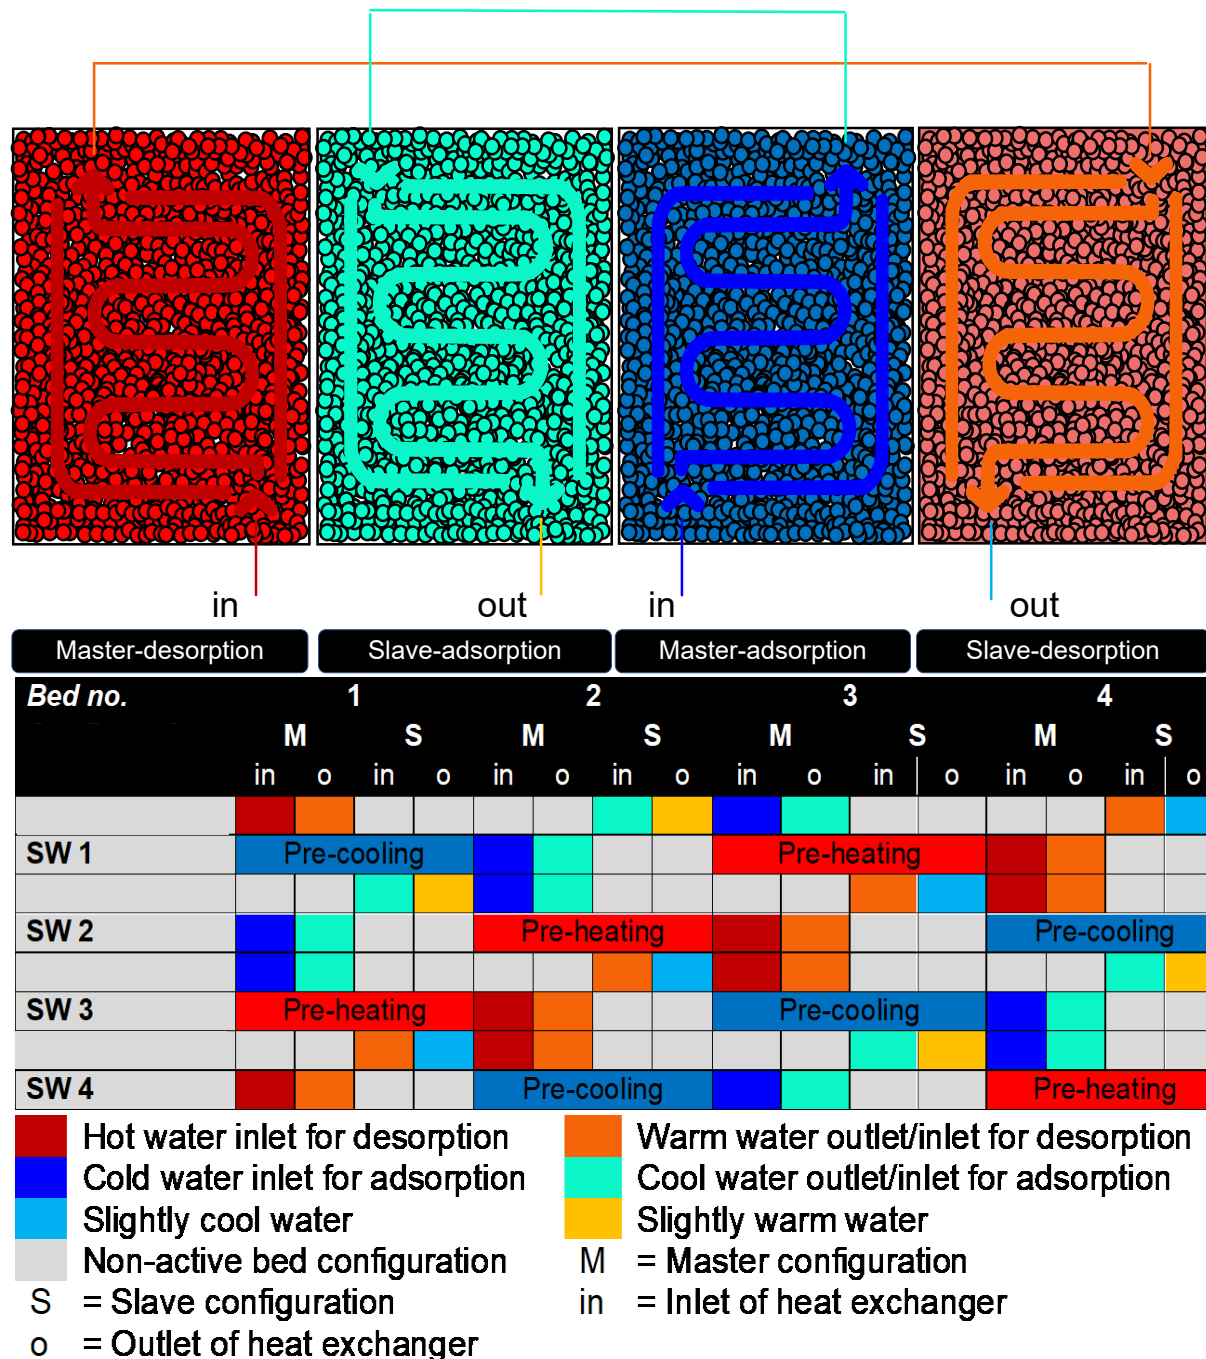 in out in out
Master-desorption Slave-adsorption Master-adsorption Slave-desorption
Bed no. 1 2 3 4
M S M S M S M S
in o in o in o in o in o in o in o in o
SW 1 Pre-cooling Pre-heating
SW 2 Pre-heating Pre-cooling
SW 3 Pre-heating Pre-cooling
SW 4 Pre-cooling Pre-heating
Hot water inlet for desorption Warm water outlet/inlet for desorption
Cold water inlet for adsorption Cool water outlet/inlet for adsorption
Slightly cool water Slightly warm water
Non-active bed configuration M = Master configuration
S = Slave configuration in = Inlet of heat exchanger
o = Outlet of heat exchanger